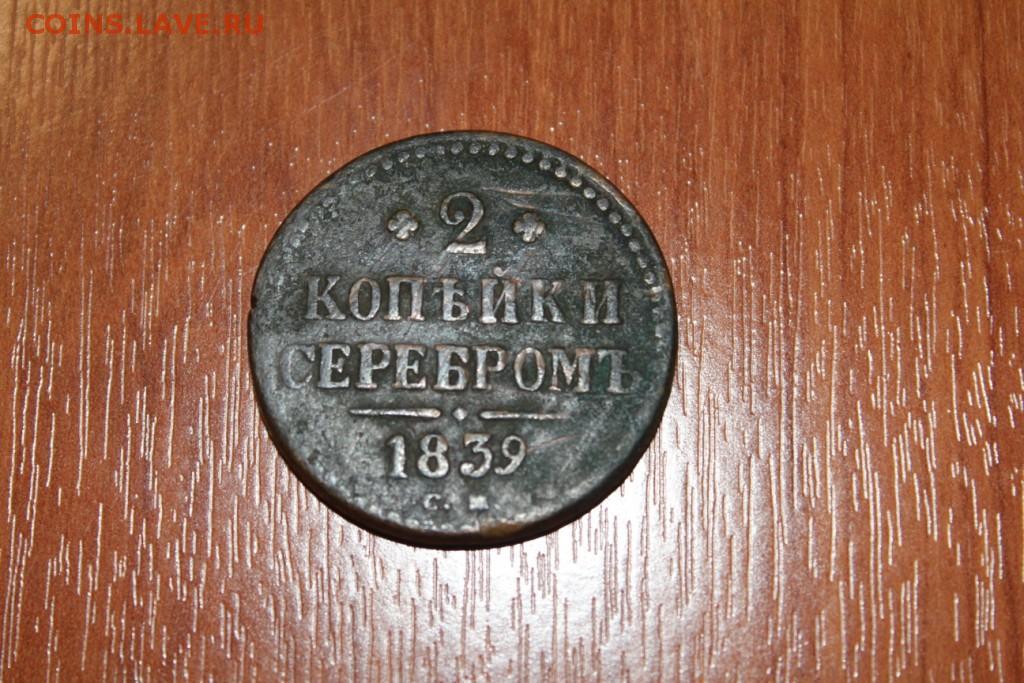 COINS.LAVE.RU
2
КОПѢЙКИ
СЕРЕБРОМЪ
1839
С. М